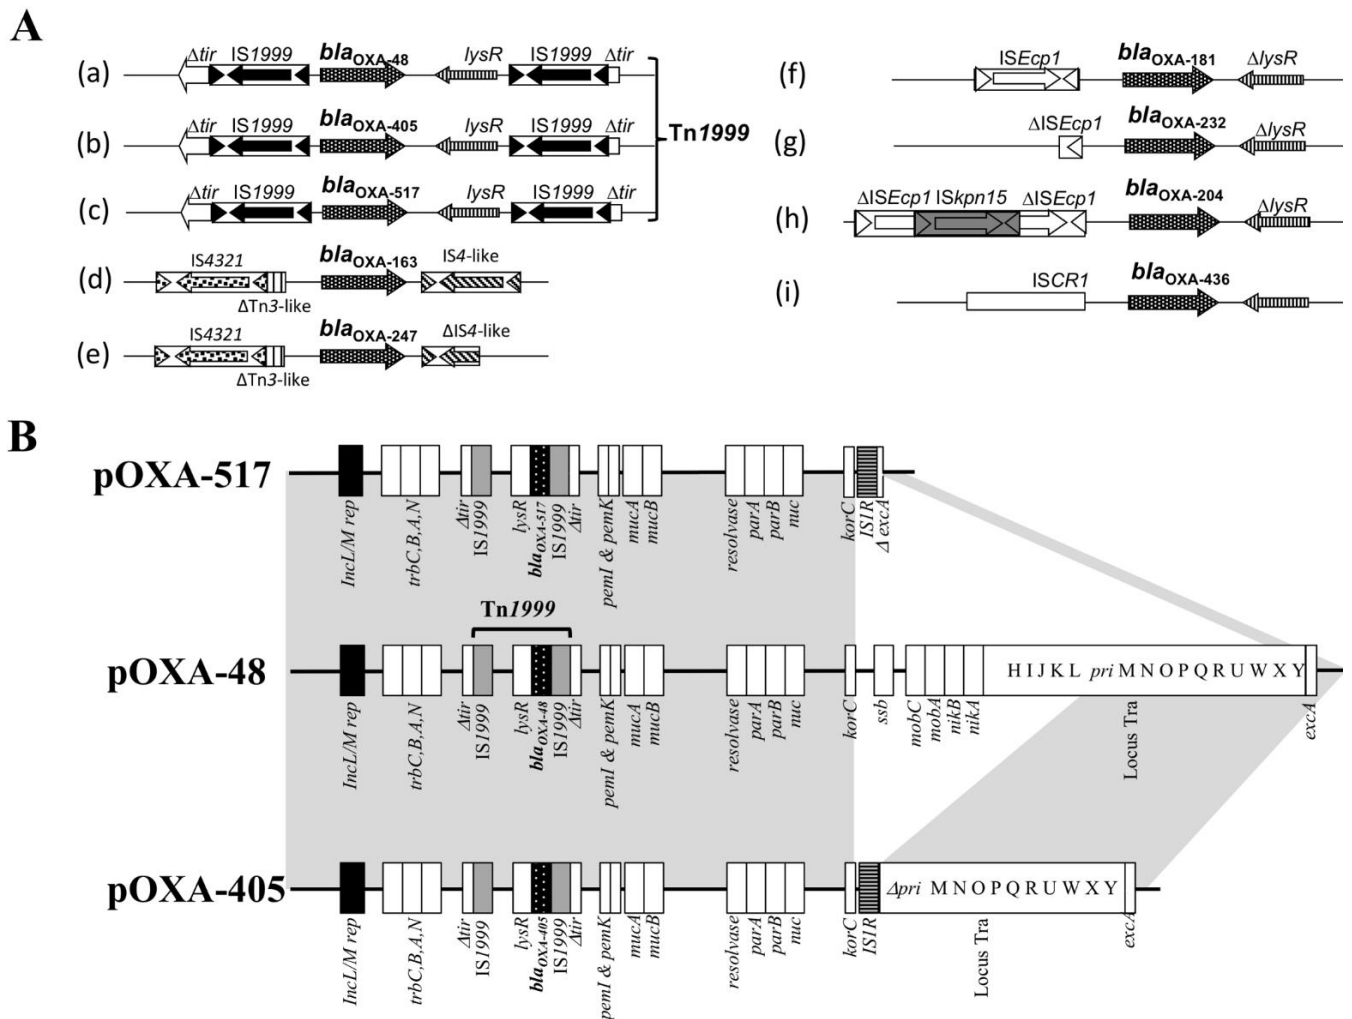 A
(a) Δtir IS1999 blaOXA-48 lysR IS1999 Δtir
(b) Δtir IS1999 blaOXA-405 lysR IS1999 Δtir
(c) Δtir IS1999 blaOXA-517 lysR IS1999 Δtir
Tn1999
(d) IS4321 blaOXA-163 IS4-like
ΔTn3-like
(e) IS4321 blaOXA-247 ΔIS4-like
ΔTn3-like
(f) ISEcp1 blaOXA-181 ΔlysR
(g) ΔISEcp1 blaOXA-232 ΔlysR
(h) ΔISEcp1 ISkpn15 ΔISEcp1 blaOXA-204 ΔlysR
(i) ISCR1 blaOXA-436
B
pOXA-517
IncL/M rep trbC,B,A,N Δtir IS1999 lysR blaOXA-517 IS1999 Δtir pemI & pemK mucA mucB resolvase parA parB nuc korC IS1R Δ excA
Tn1999
pOXA-48
H I J K L pri M N O P Q R U W X Y
IncL/M rep trbC,B,A,N Δtir IS1999 lysR blaOXA-48 IS1999 Δtir pemI & pemK mucA mucB resolvase parA parB nuc korC ssb mobC mobA nikB nikA Locus Tra excA
pOXA-405
Δpri M N O P Q R U W X Y
IncL/M rep trbC,B,A,N Δtir IS1999 lysR blaOXA-405 IS1999 Δtir pemI & pemK mucA mucB resolvase parA parB nuc korC IS1R Locus Tra excA